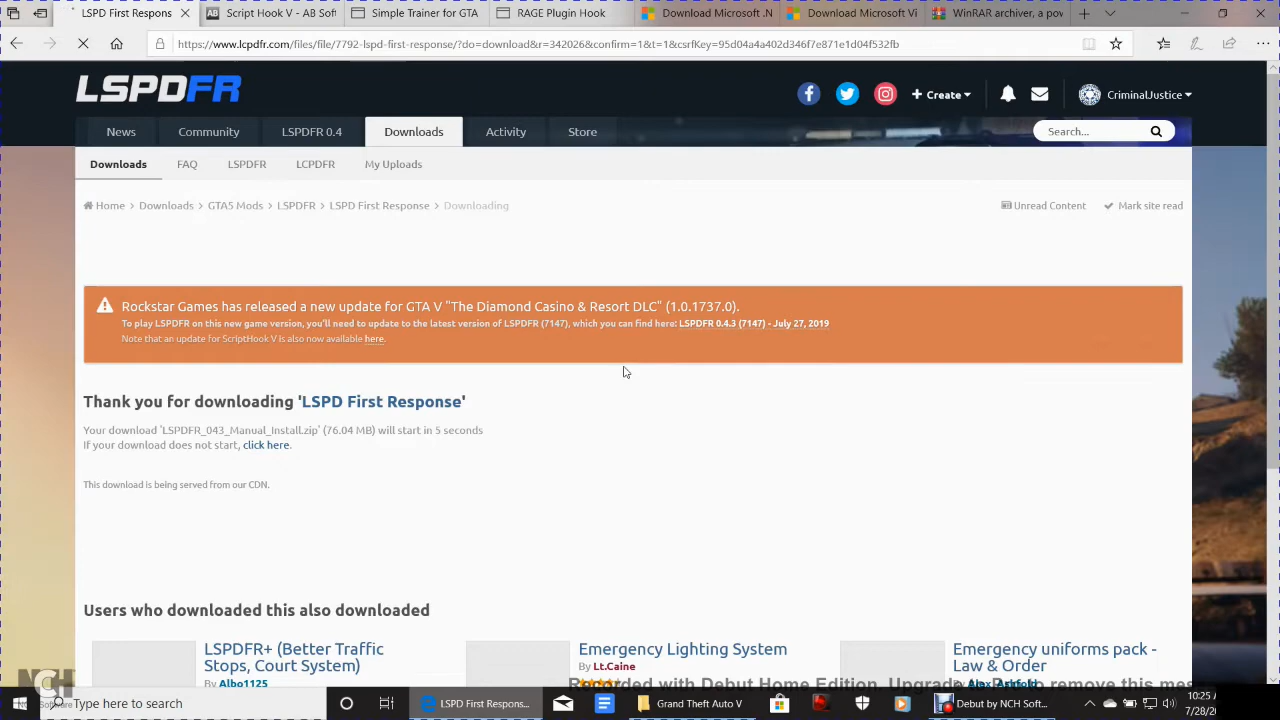 LSPD First Respons
Script Hook V - AB Sof
Simple Trainer for GTA
RAGE Plugin Hook
Download Microsoft .N
Download Microsoft Vi
WinRAR archiver, a pov
https://www.lcpdfr.com/files/file/7792-lspd-first-response/?do=download&r=342026&confirm=1&t=1&csrfKey=95d04a4a402d346f7e871e1d04f532fb
LSPDFR
Create
CriminalJustice
News Community LSPDFR 0.4 Downloads Activity Store
Search...
Downloads FAQ LSPDFR LCPDFR My Uploads
Home > Downloads > GTA5 Mods > LSPDFR > LSPD First Response > Downloading
Unread Content Mark site read
Rockstar Games has released a new update for GTA V "The Diamond Casino & Resort DLC" (1.0.1737.0).
To play LSPDFR on this new game version, you'll need to update to the latest version of LSPDFR (7147), which you can find here: LSPDFR 0.4.3 (7147) - July 27, 2019
Note that an update for ScriptHook V is also now available here.
Thank you for downloading 'LSPD First Response'
Your download 'LSPDFR_043_Manual_Install.zip' (76.04 MB) will start in 5 seconds
If your download does not start, click here.
This download is being served from our CDN.
Users who downloaded this also downloaded
LSPDFR+ (Better Traffic
Stops, Court System)
By Albo1125
Emergency Lighting System
By Lt.Caine
Emergency uniforms pack -
Law & Order
By Alex_Ashfold
Recorded with Debut Home Edition. Upgrade to Pro to remove this mes
NCH
Type here to search
LSPD First Respons...
Grand Theft Auto V
Debut by NCH Soft...
10:25 A
7/28/20